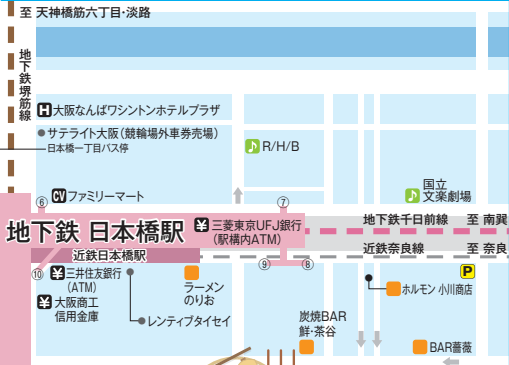 至 天神橋筋六丁目・淡路
地下鉄堺筋線
H 大阪なんばワシントンホテルプラザ
サテライト大阪(競輪場外車券売場)
日本橋一丁目バス停
R/H/B
国立
文楽劇場
CV ファミリーマート
⑥
⑦
地下鉄 日本橋駅
¥ 三菱東京UFJ銀行
(駅構内ATM)
地下鉄千日前線 至 南巽
近鉄日本橋駅
近鉄奈良線 至 奈良
⑨
⑧
⑩
¥ 三井住友銀行
(ATM)
¥ 大阪商工
信用金庫
ラーメン
のりお
レンティブタイセイ
P
ホルモン 小川商店
炭焼BAR
鮮・茶谷
BAR薔薇